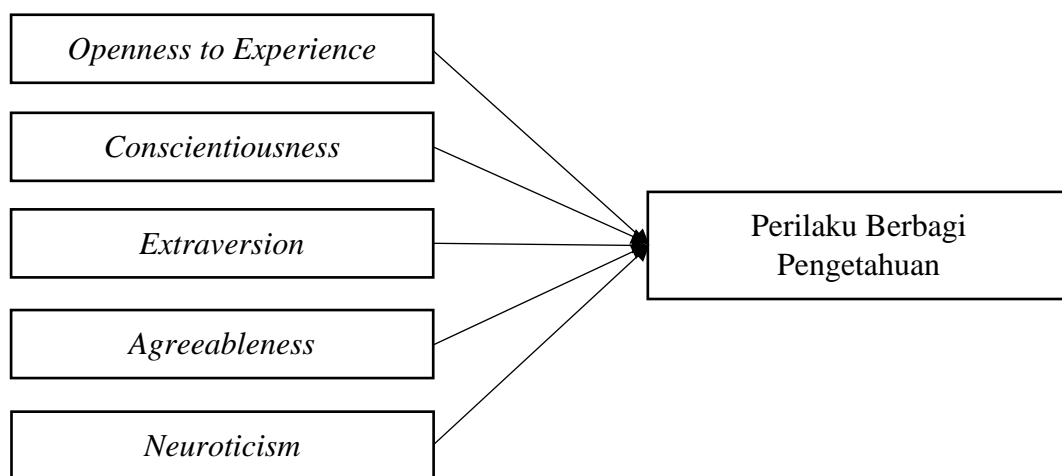 Openness to Experience
Conscientiousness
Extraversion
Agreeableness
Neuroticism
Perilaku Berbagi
Pengetahuan